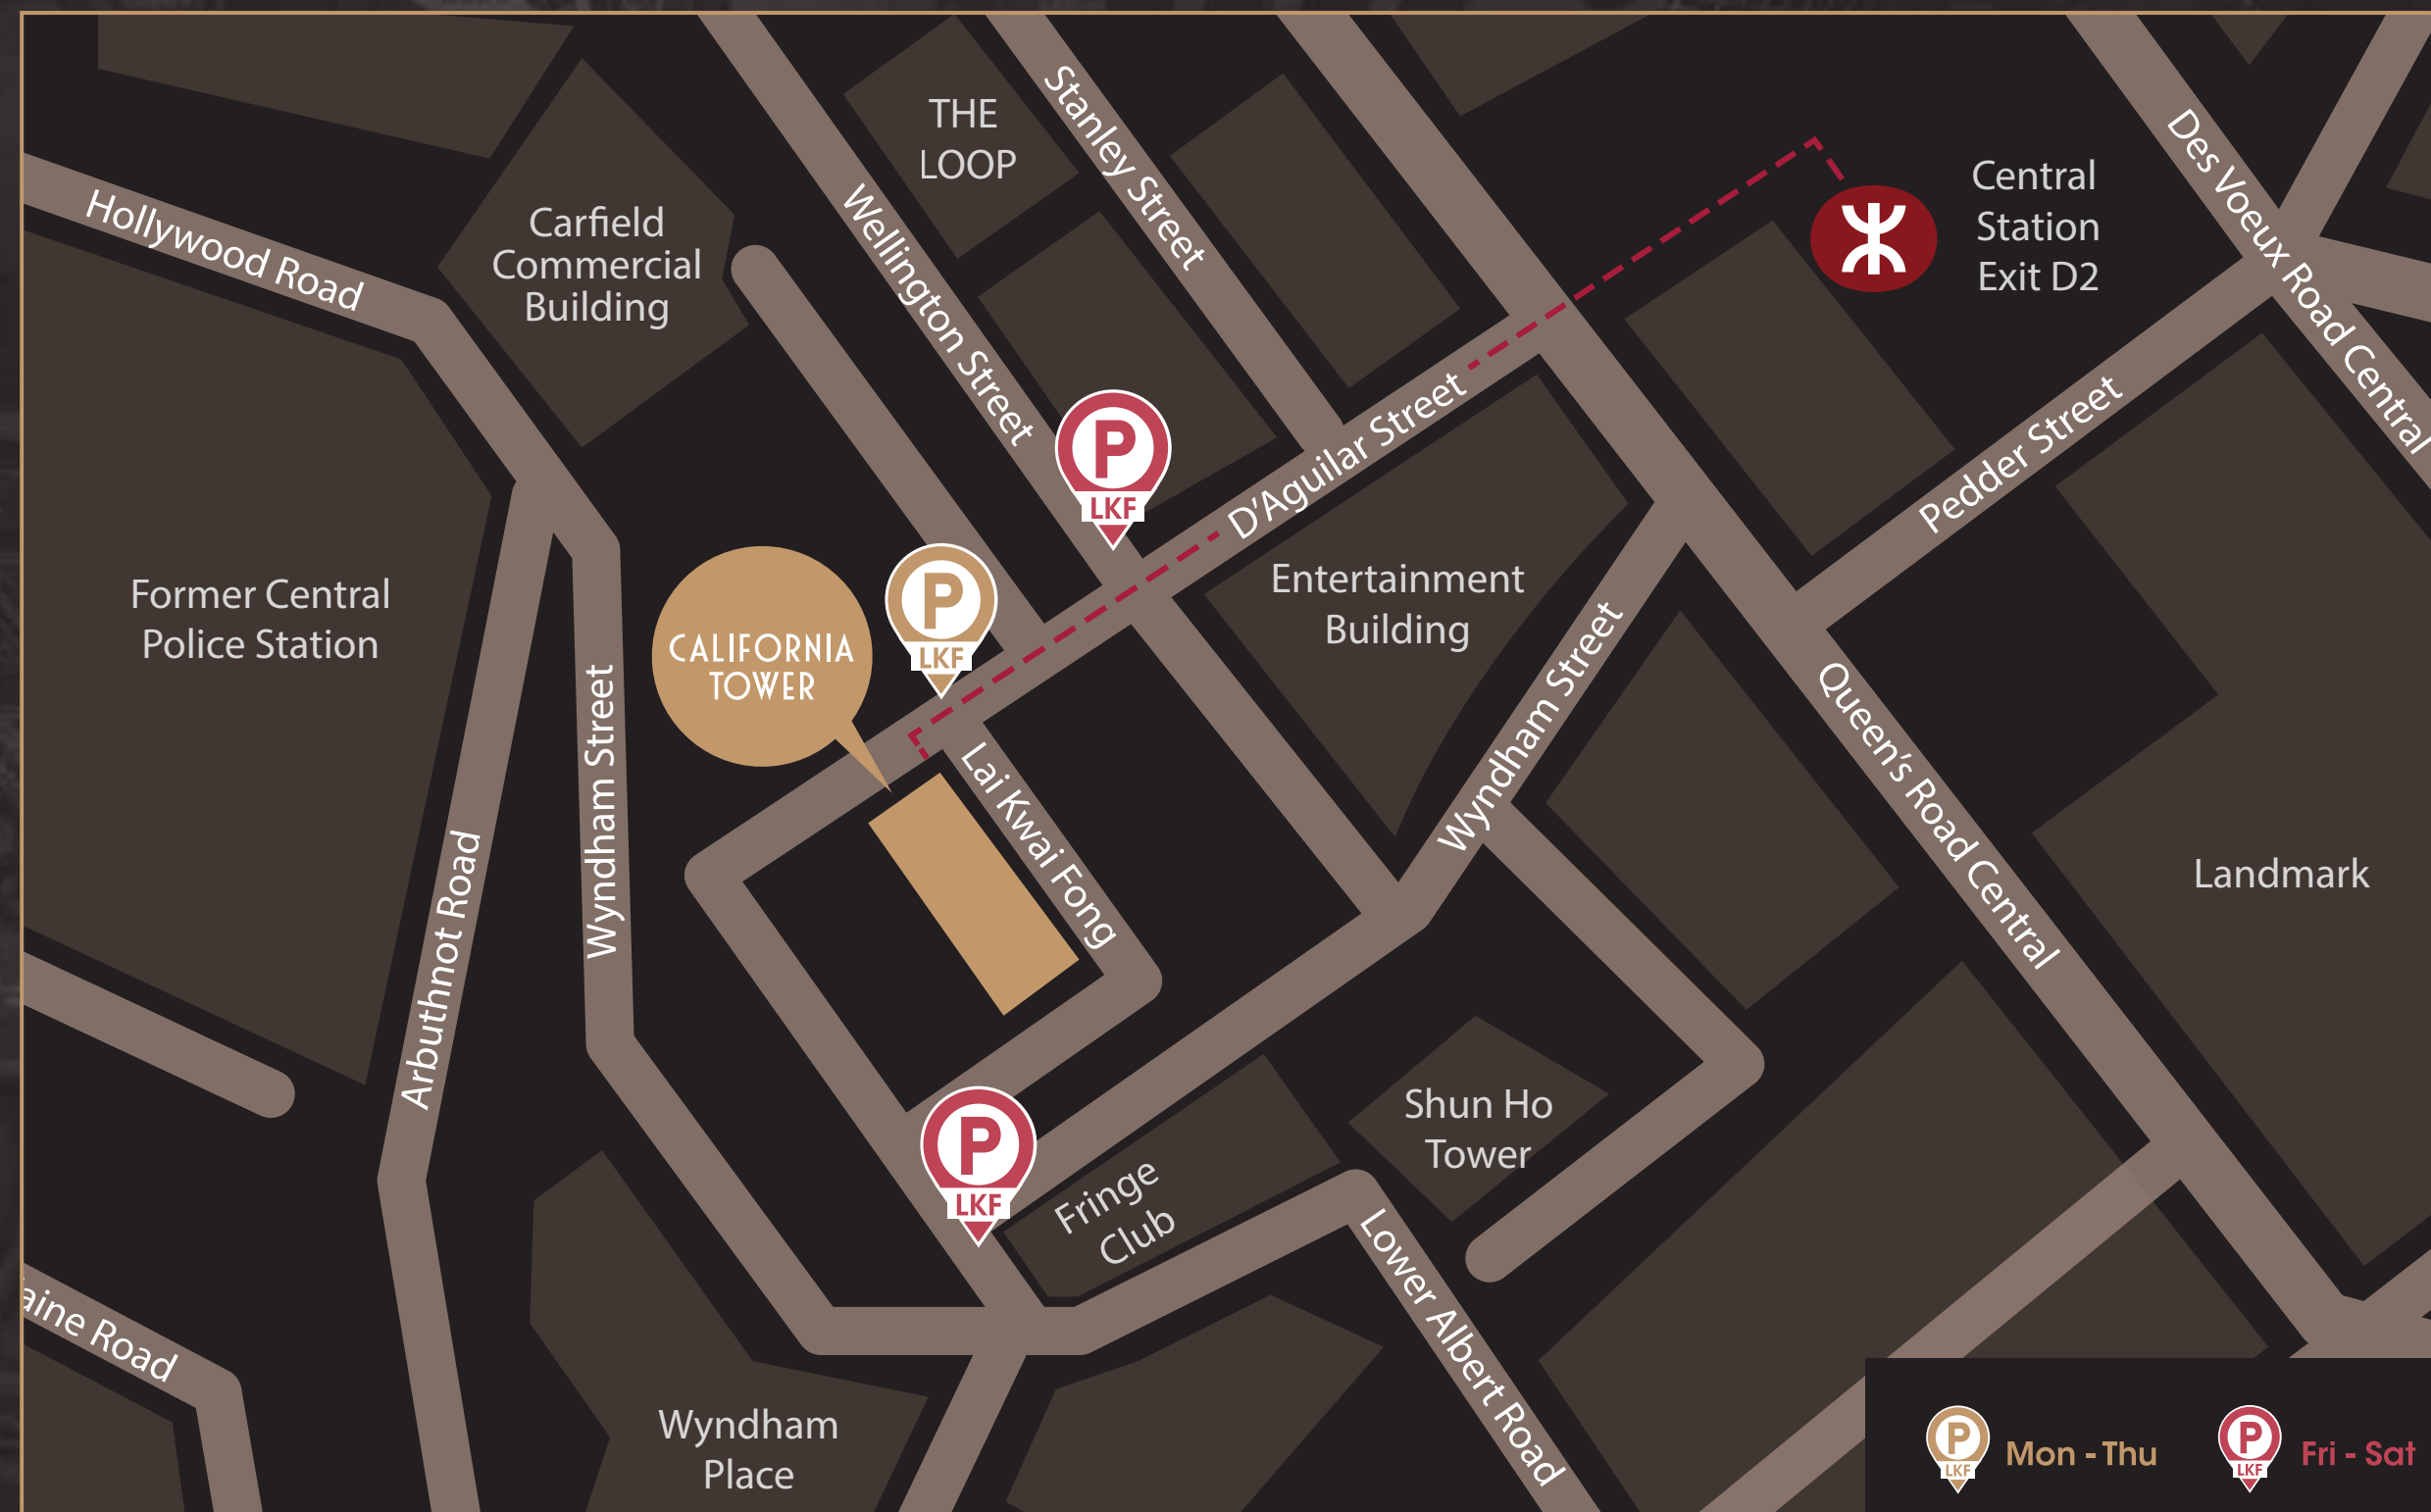 THE
LOOP
Stanley Street
Des Voeux Road Central
Central
Station
Exit D2
Hollywood Road
Carfield
Commercial
Building
Wellington Street
P
LKF
D'Aguilar Street
Pedder Street
Former Central
Police Station
CALIFORNIA
TOWER
P
LKF
Entertainment
Building
Wyndham Street
Wyndham Street
Lai Kwai Fong
Queen's Road Central
Landmark
Arbuthnot Road
Shun Ho
Tower
P
LKF
Fringe
Club
Lower Albert Road
aine Road
Wyndham
Place
P
LKF
Mon - Thu
P
LKF
Fri - Sat